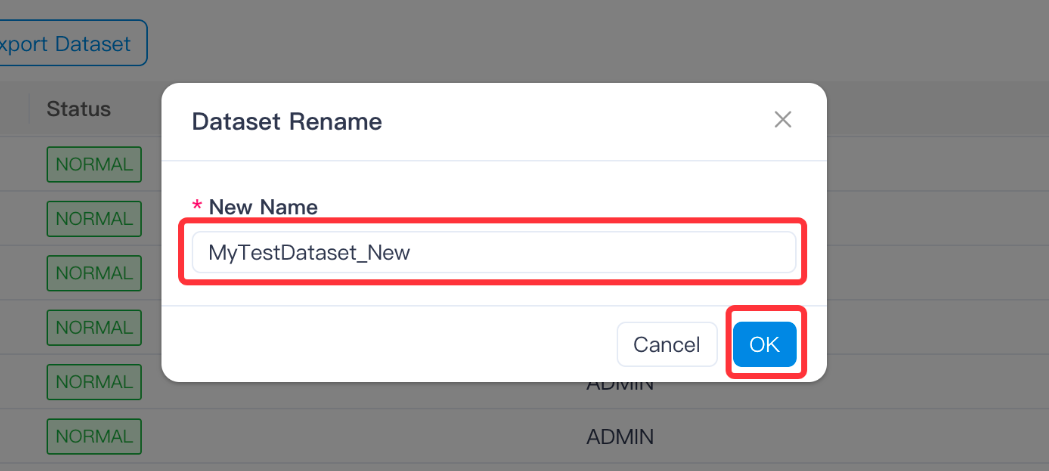 xport Dataset
Status
Dataset Rename
NORMAL
* New Name
NORMAL
MyTestDataset_New
NORMAL
NORMAL
Cancel
OK
NORMAL
ADMIN
NORMAL
ADMIN